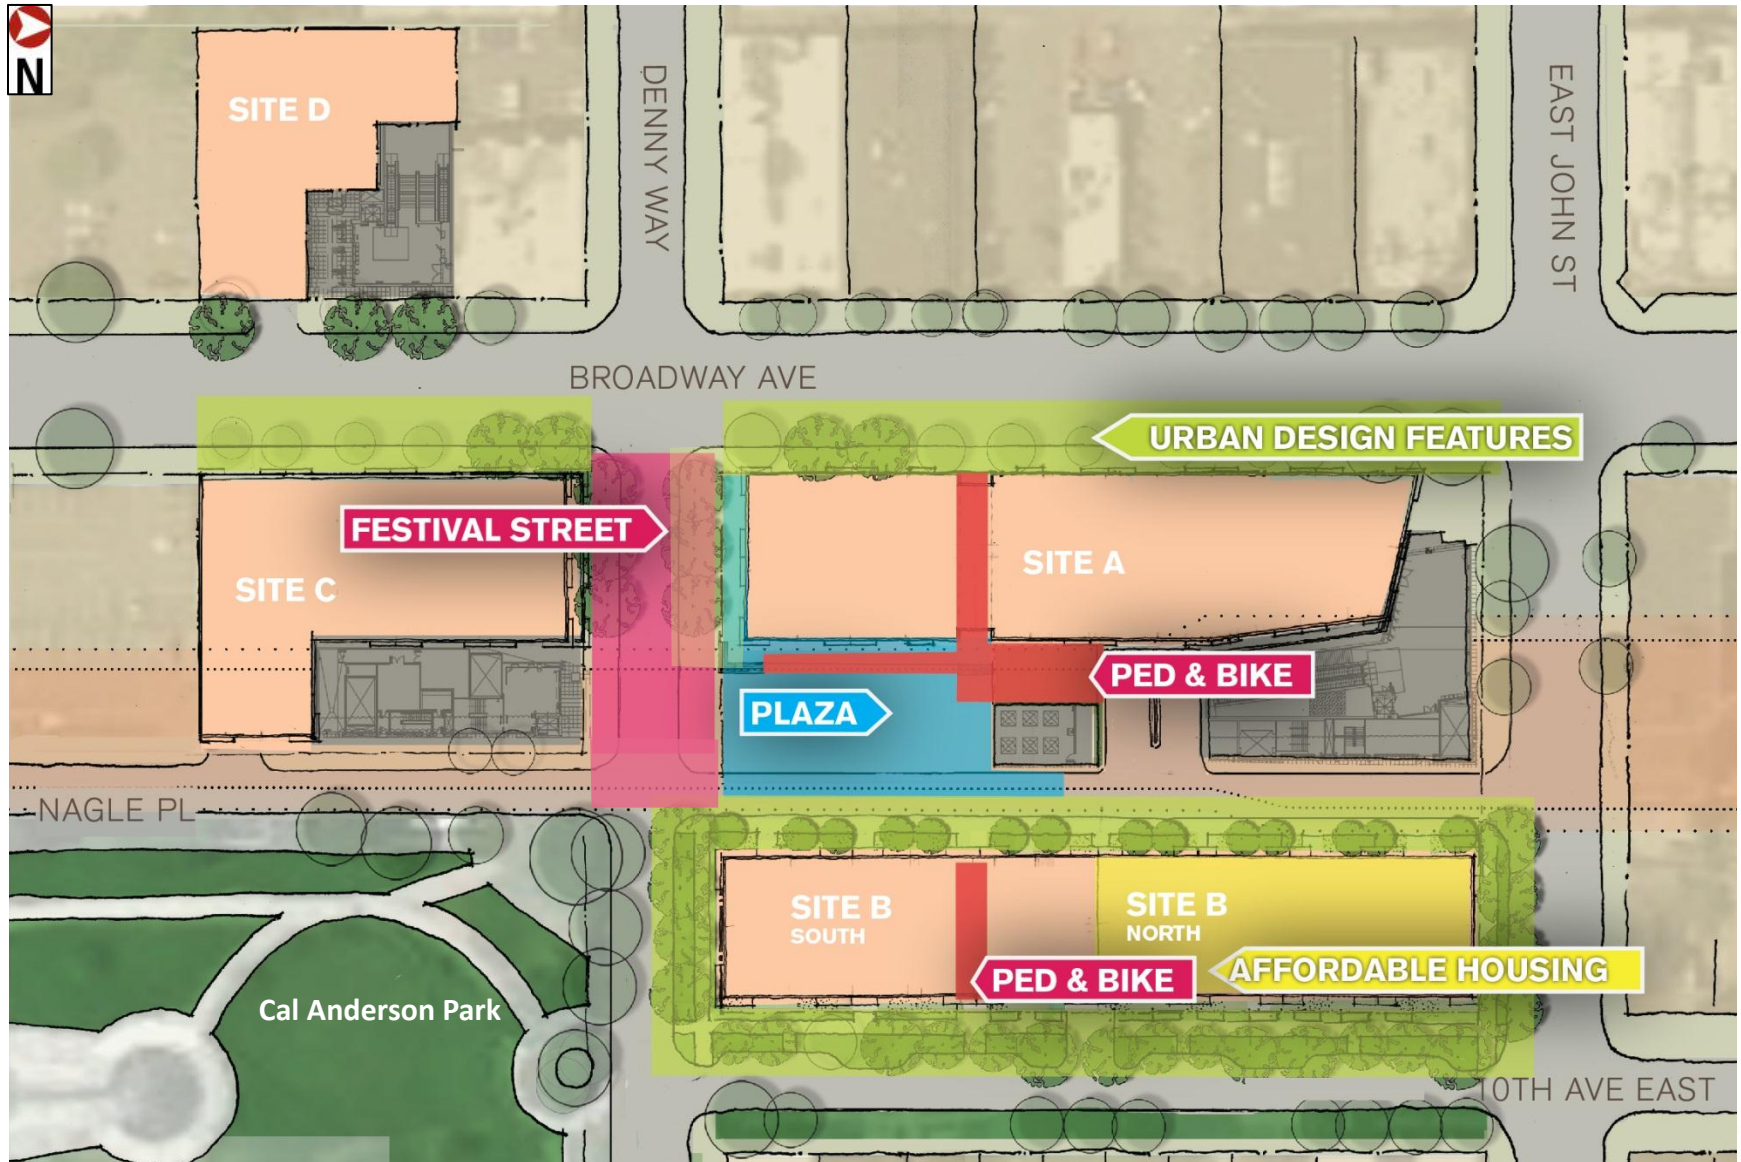 N
SITE D
DENNY WAY
EAST JOHN ST
BROADWAY AVE
URBAN DESIGN FEATURES
FESTIVAL STREET
SITE A
SITE C
PED & BIKE
PLAZA
NAGLE PL
SITE B
SOUTH
SITE B
NORTH
AFFORDABLE HOUSING
PED & BIKE
Cal Anderson Park
10TH AVE EAST